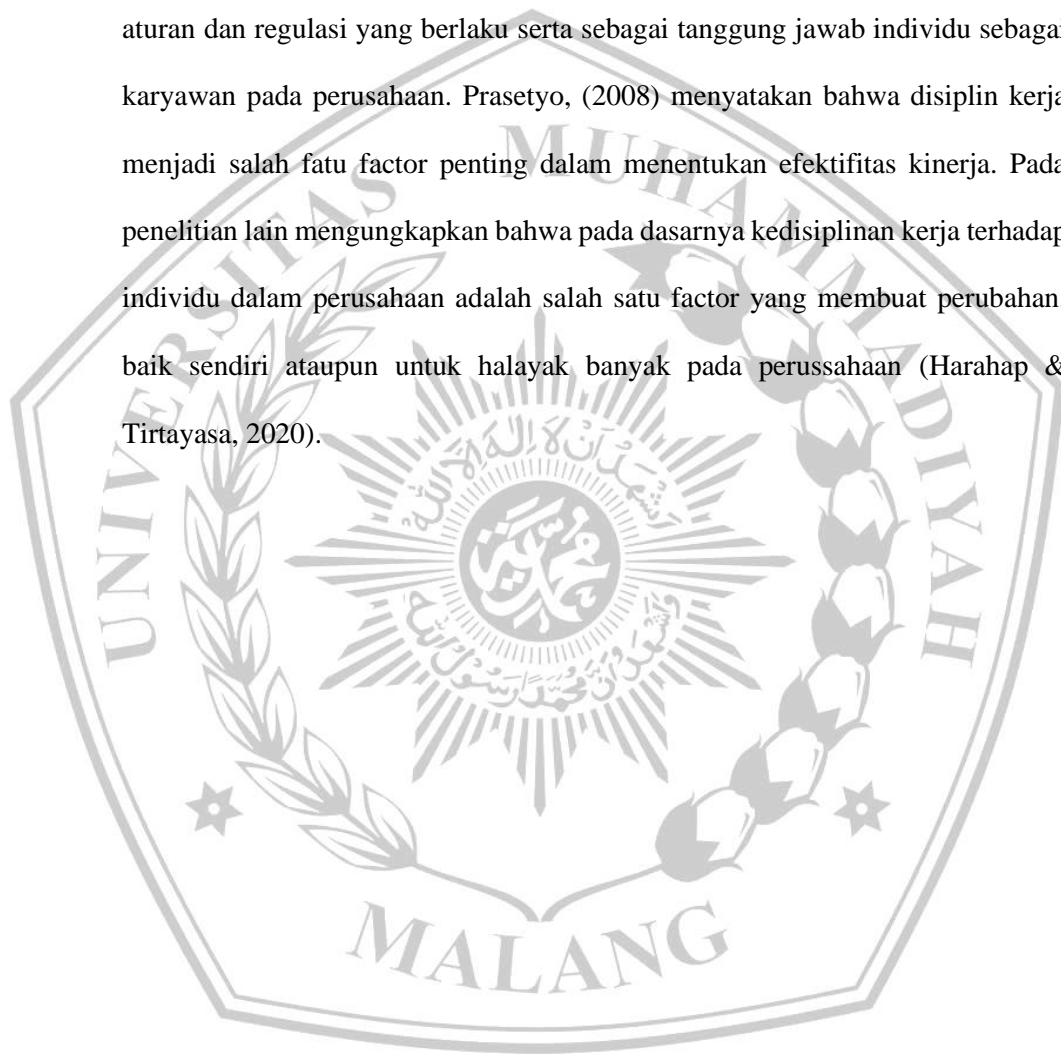 aturan dan regulasi yang berlaku serta sebagai tanggung jawab individu sebagai
karyawan pada perusahaan. Prasetyo, (2008) menyatakan bahwa disiplin kerja
menjadi salah fatu factor penting dalam menentukan efektifitas kinerja. Pada
penelitian lain mengungkapkan bahwa pada dasarnya kedisiplinan kerja terhadap
individu dalam perusahaan adalah salah satu factor yang membuat perubahan
baik sendiri ataupun untuk halayak banyak pada perussahaan (Harahap &
Tirtayasa, 2020).
UNIVERSITAS MUHAMMADIYAH
MALANG